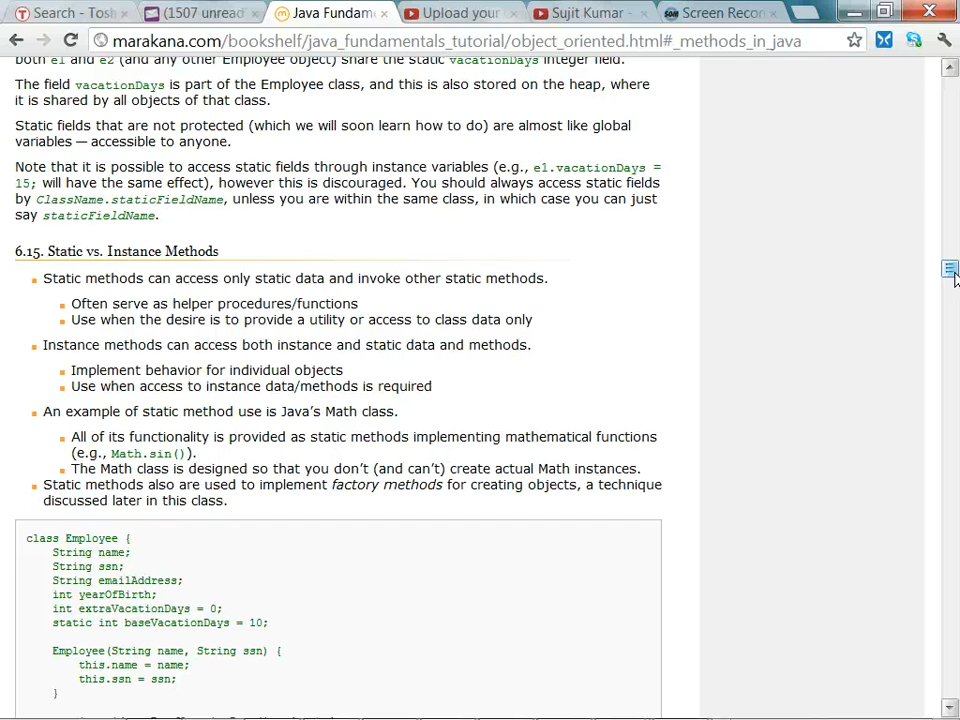 Search - Tosh
(1507 unread
Java Fundame
Upload your
Sujit Kumar -
Screen Recor
marakana.com/bookshelf/java_fundamentals_tutorial/object_oriented.html#_methods_in_java
both e1 and e2 (and any other Employee object) share the static vacationDays integer field.
The field vacationDays is part of the Employee class, and this is also stored on the heap, where
it is shared by all objects of that class.
Static fields that are not protected (which we will soon learn how to do) are almost like global
variables — accessible to anyone.
Note that it is possible to access static fields through instance variables (e.g., e1.vacationDays =
15; will have the same effect), however this is discouraged. You should always access static fields
by ClassName.staticFieldName, unless you are within the same class, in which case you can just
say staticFieldName.
6.15. Static vs. Instance Methods
Static methods can access only static data and invoke other static methods.
Often serve as helper procedures/functions
Use when the desire is to provide a utility or access to class data only
Instance methods can access both instance and static data and methods.
Implement behavior for individual objects
Use when access to instance data/methods is required
An example of static method use is Java's Math class.
All of its functionality is provided as static methods implementing mathematical functions
(e.g., Math.sin()).
The Math class is designed so that you don't (and can't) create actual Math instances.
Static methods also are used to implement factory methods for creating objects, a technique
discussed later in this class.
class Employee {
String name;
String ssn;
String emailAddress;
int yearOfBirth;
int extraVacationDays = 0;
static int baseVacationDays = 10;
Employee(String name, String ssn) {
this.name = name;
this.ssn = ssn;
}